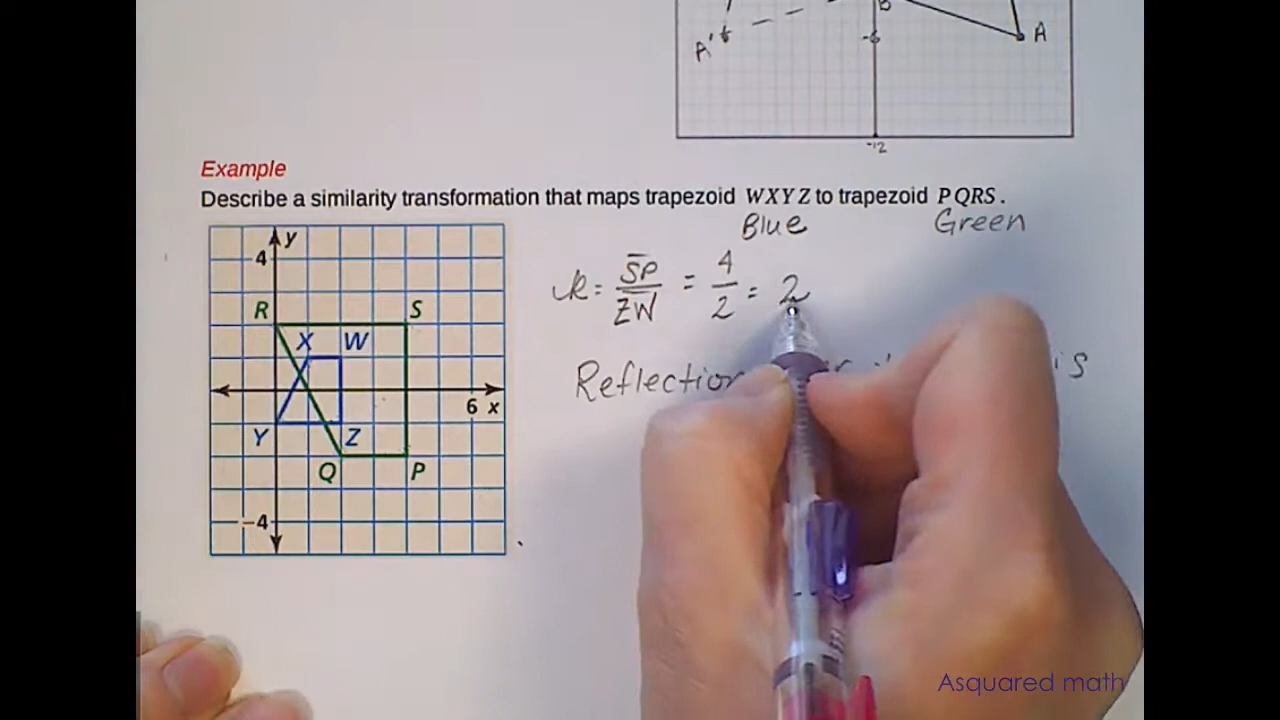 A'
B
-6
A
-12
Example
Describe a similarity transformation that maps trapezoid WXYZ to trapezoid PQRS.
Blue Green
y
4
k = SP/ZW = 4/2 = 2
R S
X W
Reflection
6 x
Y Z
Q P
-4
Asquared math